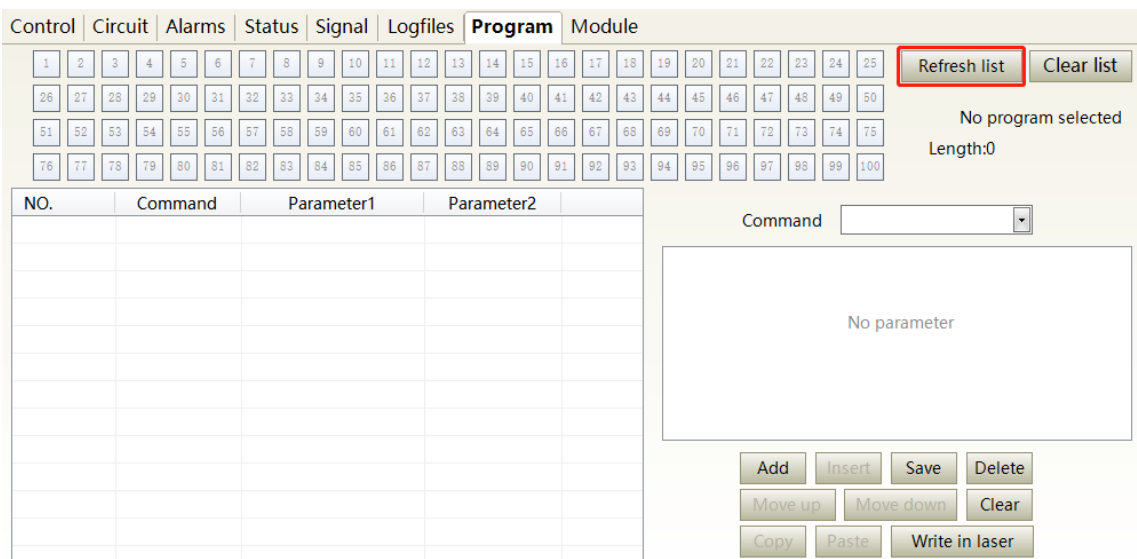 Control Circuit Alarms Status Signal Logfiles Program Module
1 2 3 4 5 6 7 8 9 10 11 12 13 14 15 16 17 18 19 20 21 22 23 24 25 Refresh list Clear list
26 27 28 29 30 31 32 33 34 35 36 37 38 39 40 41 42 43 44 45 46 47 48 49 50
No program selected
51 52 53 54 55 56 57 58 59 60 61 62 63 64 65 66 67 68 69 70 71 72 73 74 75
Length:0
76 77 78 79 80 81 82 83 84 85 86 87 88 89 90 91 92 93 94 95 96 97 98 99 100
NO. Command Parameter1 Parameter2
Command
No parameter
Add Insert Save Delete
Move up Move down Clear
Copy Paste Write in laser